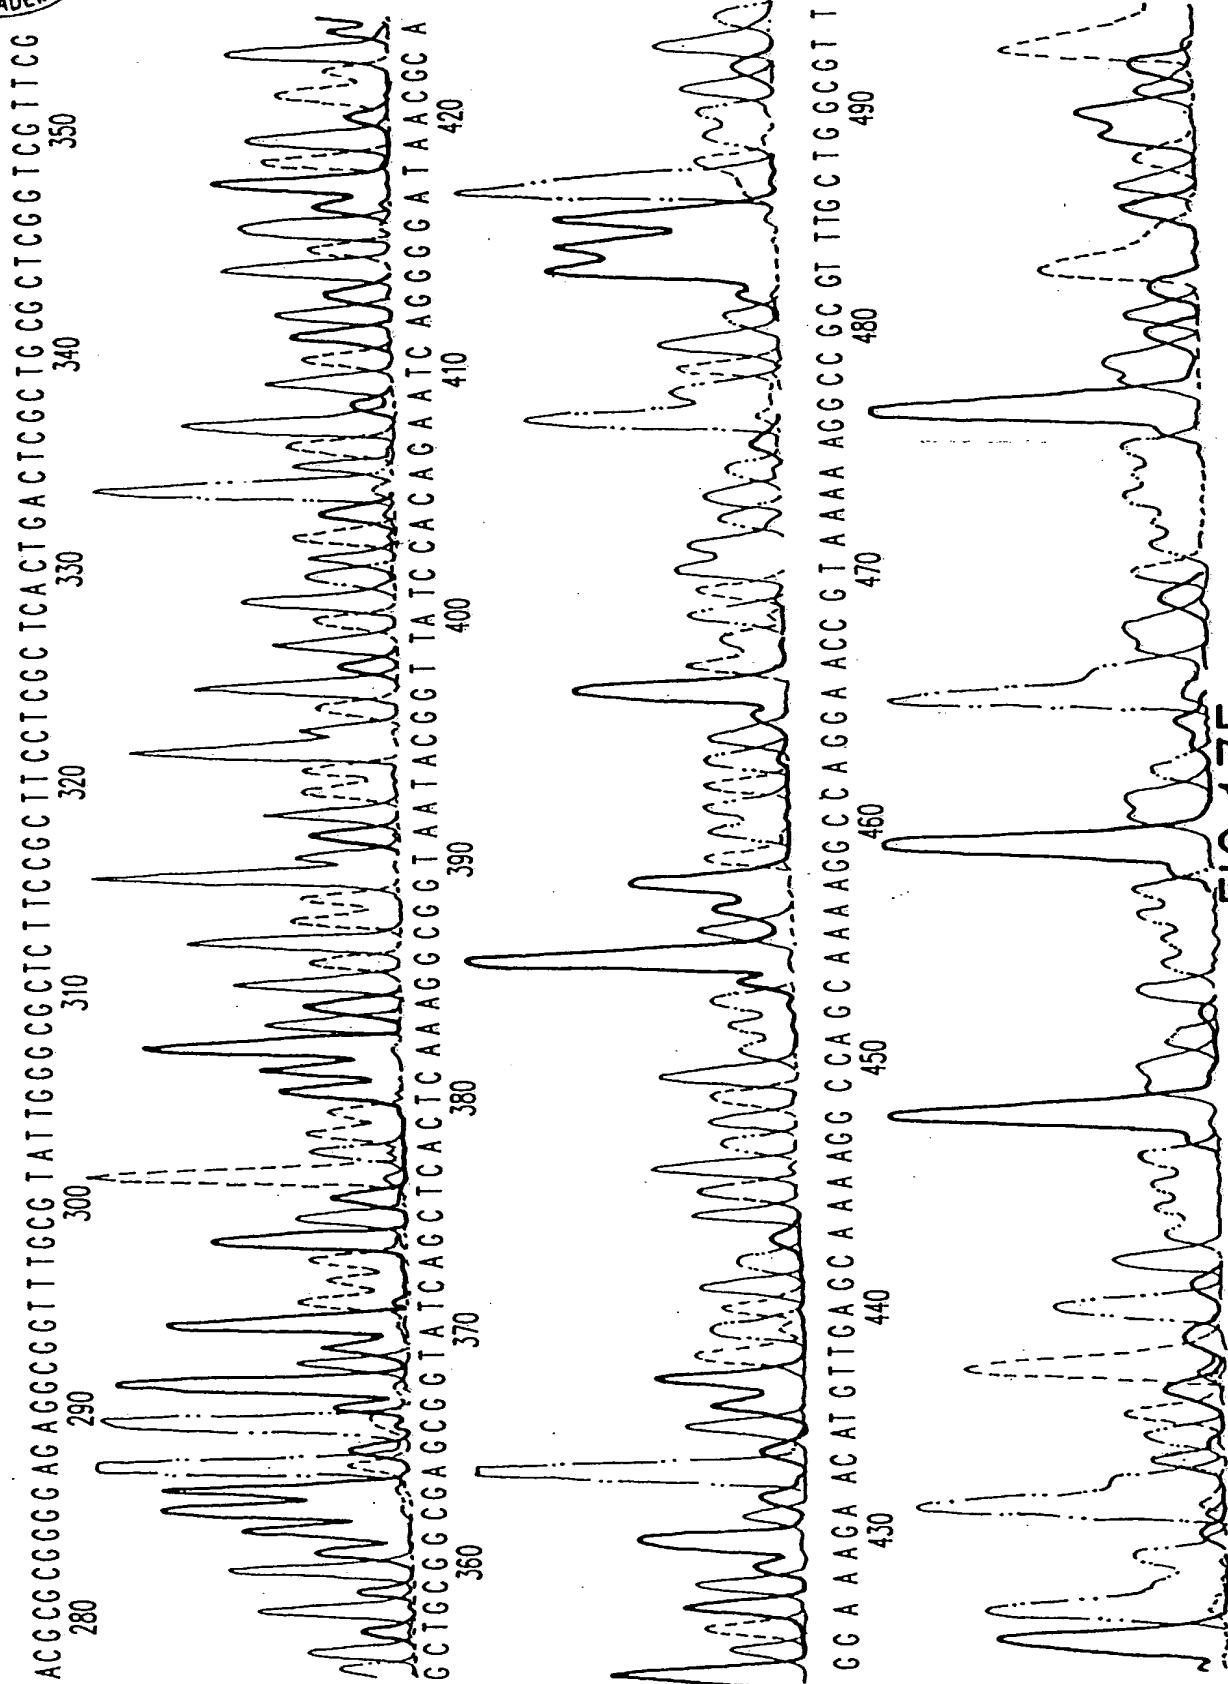 ACGCGCGGGGAGAGGCGGTTTGCGTATTGGGCGCTCTTCCGCTTCCTCGCTCACTGACTCGCTGCGCTCGGTCGTTCG
280 290 300 310 320 330 340 350
GCTGCGGCGAGCGGTATCAGCTCACTCAAAGGCGGTAATACGGTTATCCACAGAATCAGGGGATAACGCA
360 370 380 390 400 410 420
GGAAAGAACATGTTGAGCAAAAGGCCAGCAAAAGGCCAGGAACCGTAAAAAGGCCGCGTTGCTGGCGTT
430 440 450 460 470 480 490